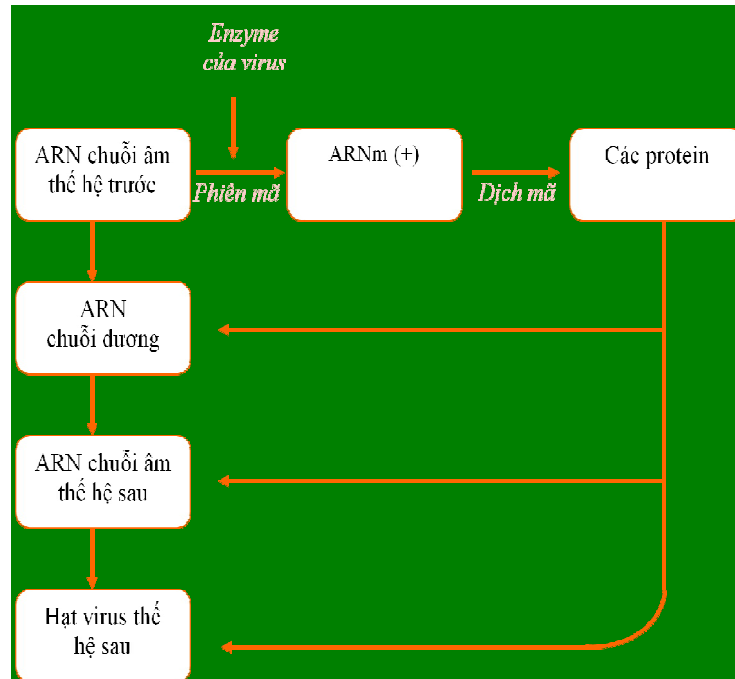 Enzyme
của virus
ARN chuỗi âm
thế hệ trước
Phiên mã
ARNm (+)
Dịch mã
Các protein
ARN
chuỗi dương
ARN chuỗi âm
thế hệ sau
Hạt virus thế
hệ sau